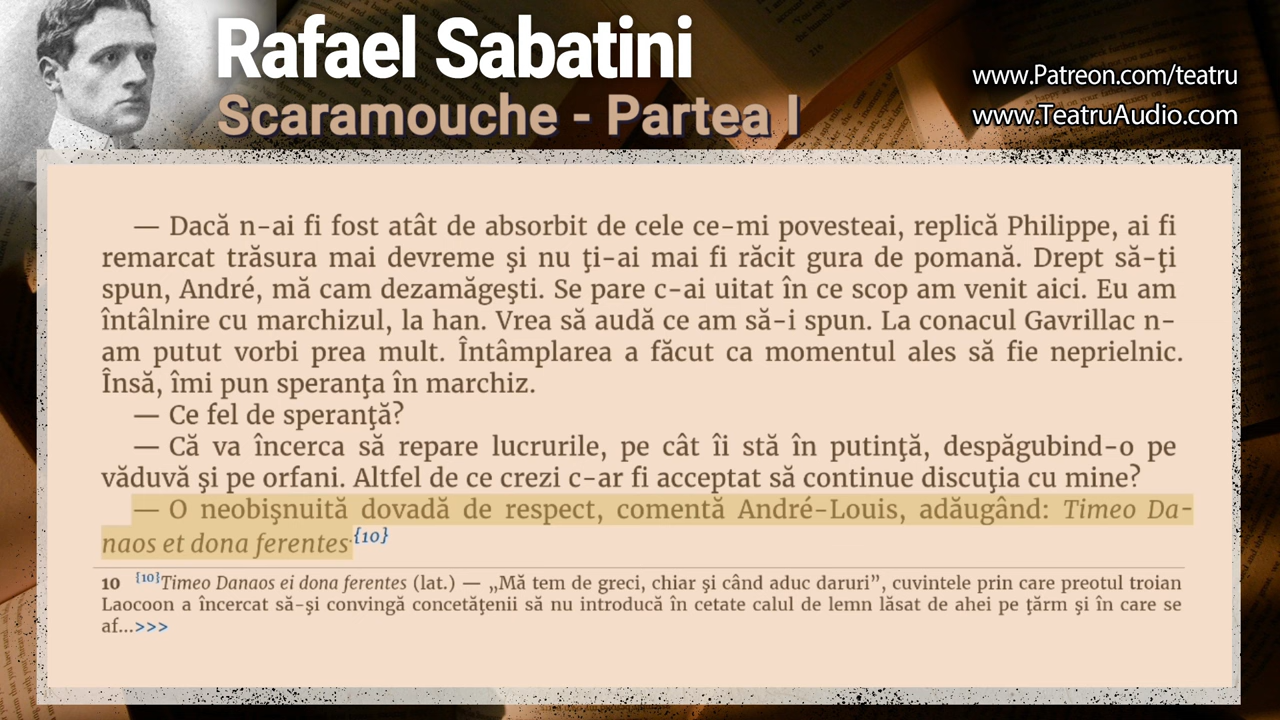 Rafael Sabatini
Scaramouche - Partea I
www.Patreon.com/teatru
www.TeatruAudio.com
— Dacă n-ai fi fost atât de absorbit de cele ce-mi povesteai, replică Philippe, ai fi
remarcat trăsura mai devreme şi nu ţi-ai mai fi răcit gura de pomană. Drept să-ţi
spun, André, mă cam dezamăgeşti. Se pare c-ai uitat în ce scop am venit aici. Eu am
întâlnire cu marchizul, la han. Vrea să audă ce am să-i spun. La conacul Gavrillac n-
am putut vorbi prea mult. Întâmplarea a făcut ca momentul ales să fie neprielnic.
Însă, îmi pun speranţa în marchiz.
— Ce fel de speranţă?
— Că va încerca să repare lucrurile, pe cât îi stă în putinţă, despăgubind-o pe
văduvă şi pe orfani. Altfel de ce crezi c-ar fi acceptat să continue discuţia cu mine?
— O neobişnuită dovadă de respect, comentă André-Louis, adăugând: Timeo Da-
naos et dona ferentes{10}
10 {10}Timeo Danaos ei dona ferentes (lat.) — „Mă tem de greci, chiar şi când aduc daruri”, cuvintele prin care preotul troian
Laocoon a încercat să-şi convingă concetăţenii să nu introducă în cetate calul de lemn lăsat de ahei pe ţărm şi în care se
af...>>>